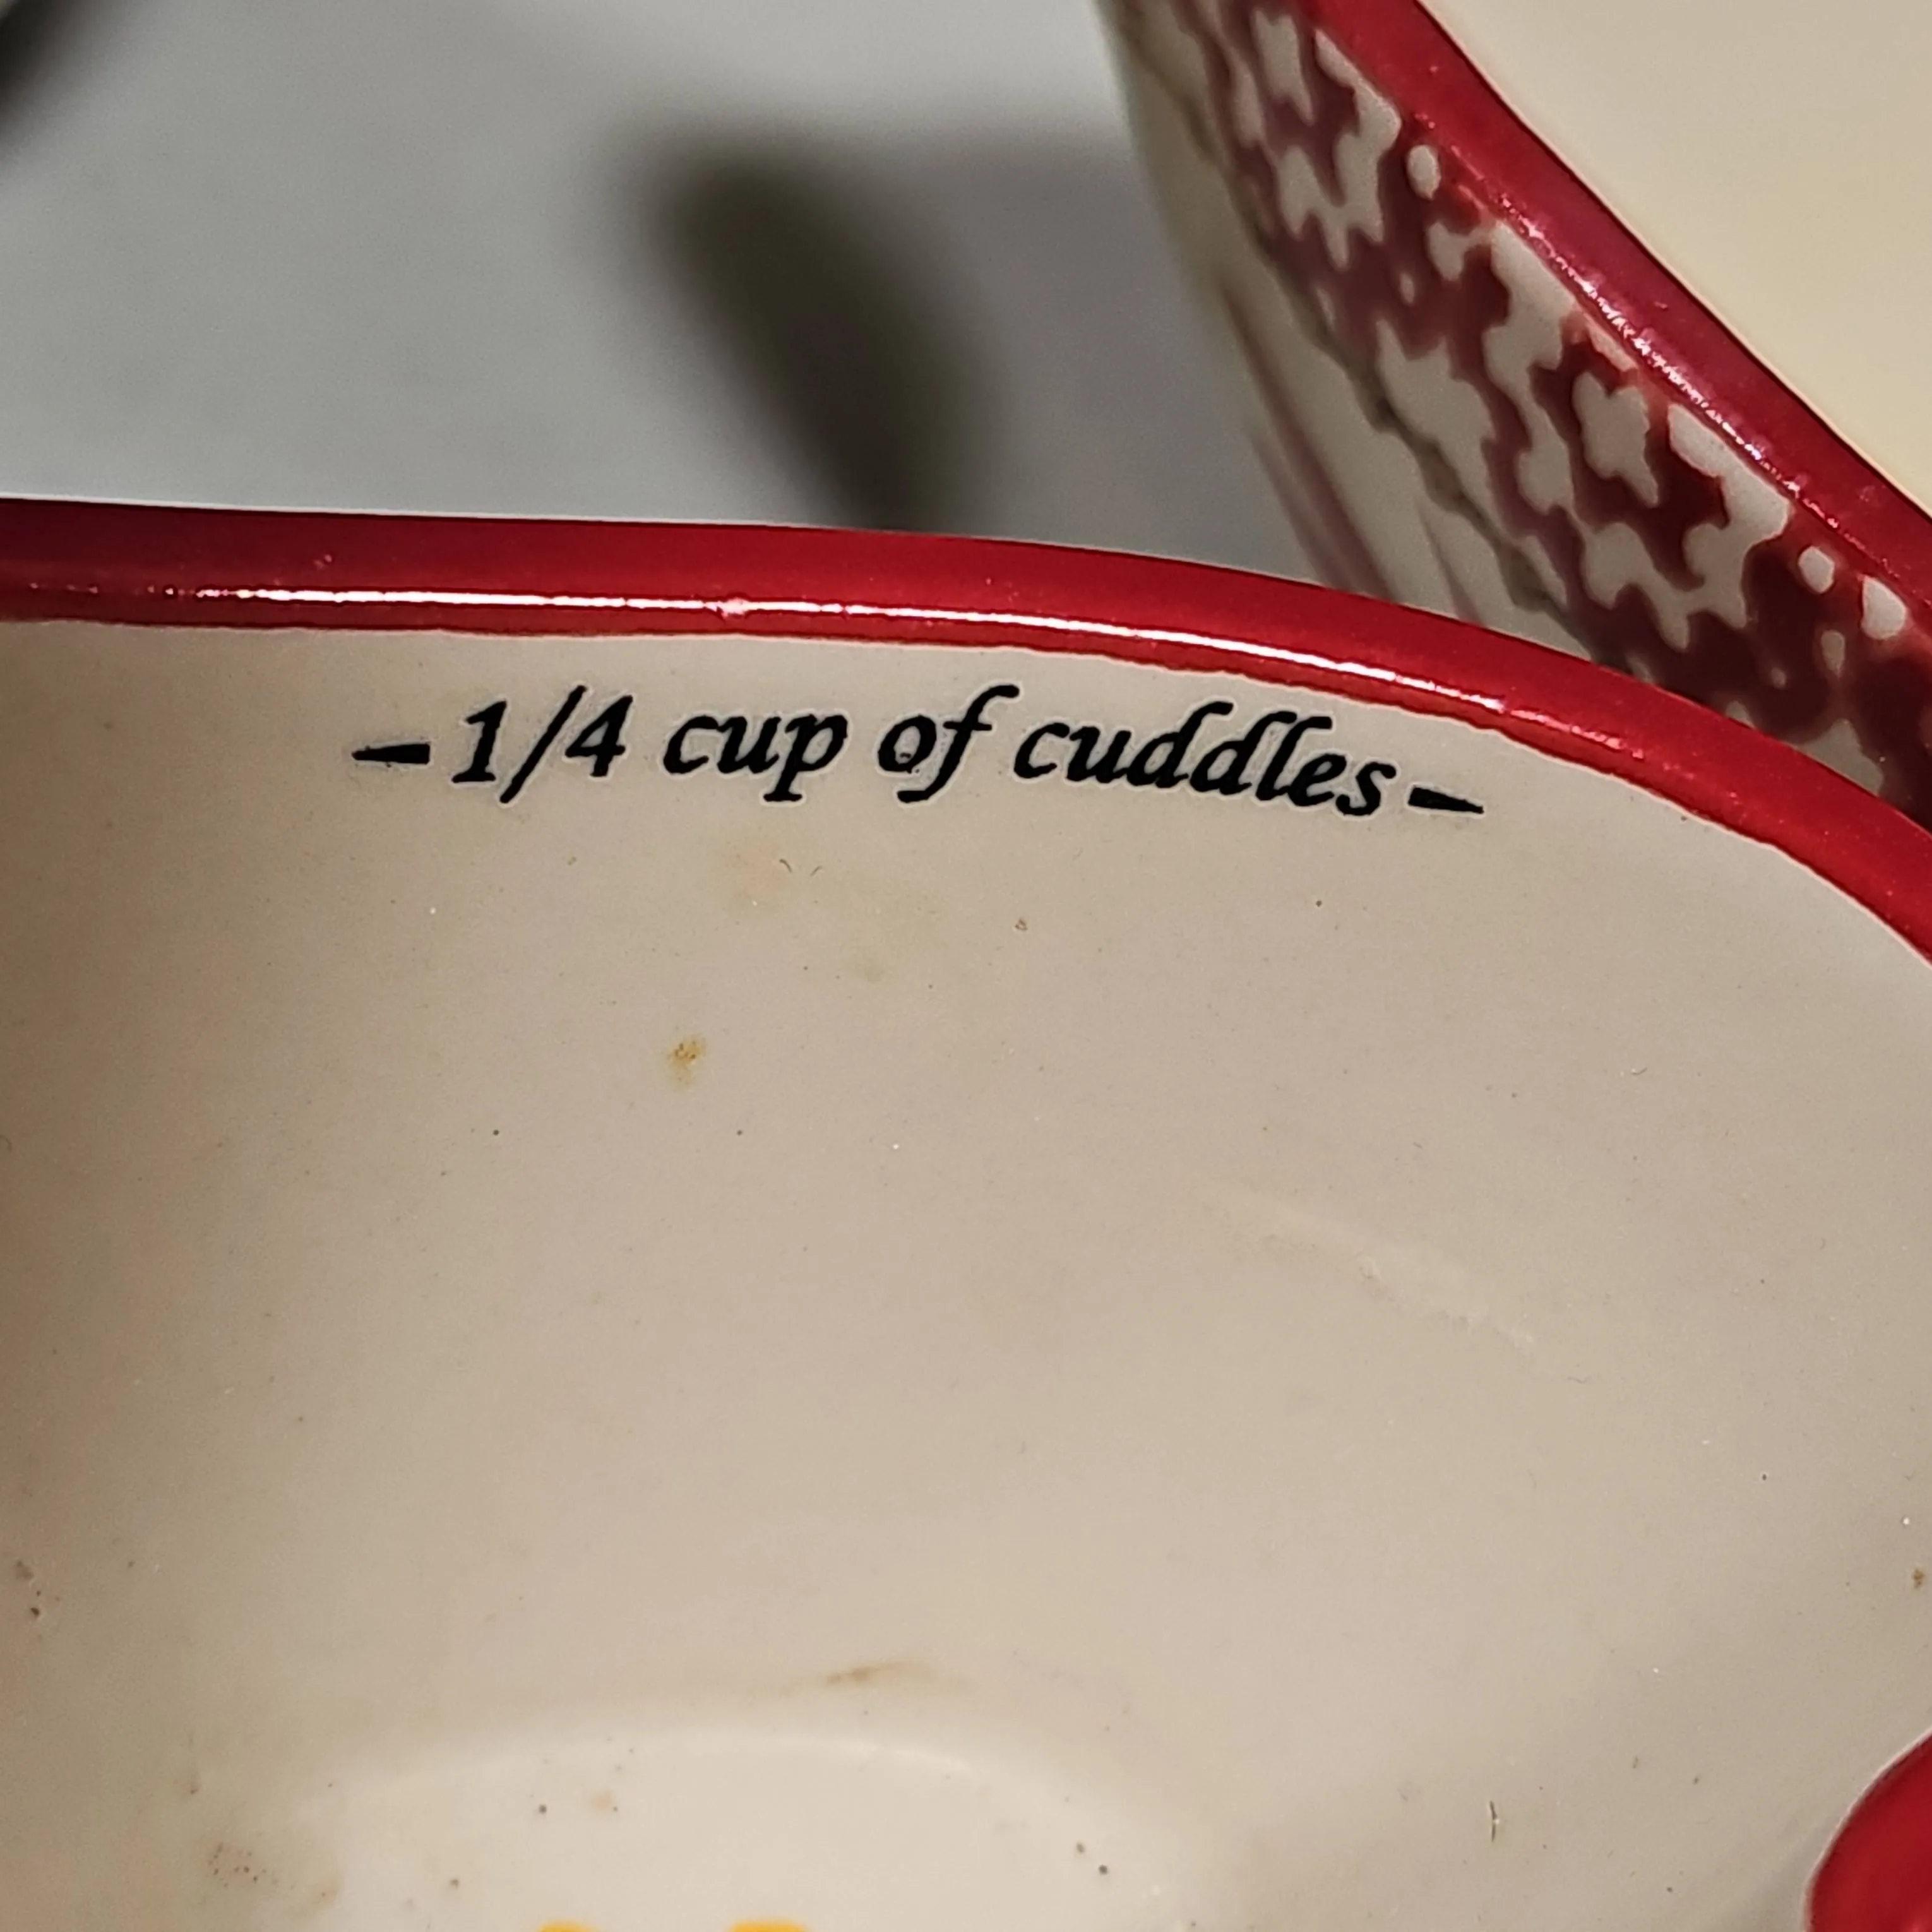 -1/4 cup of cuddles-